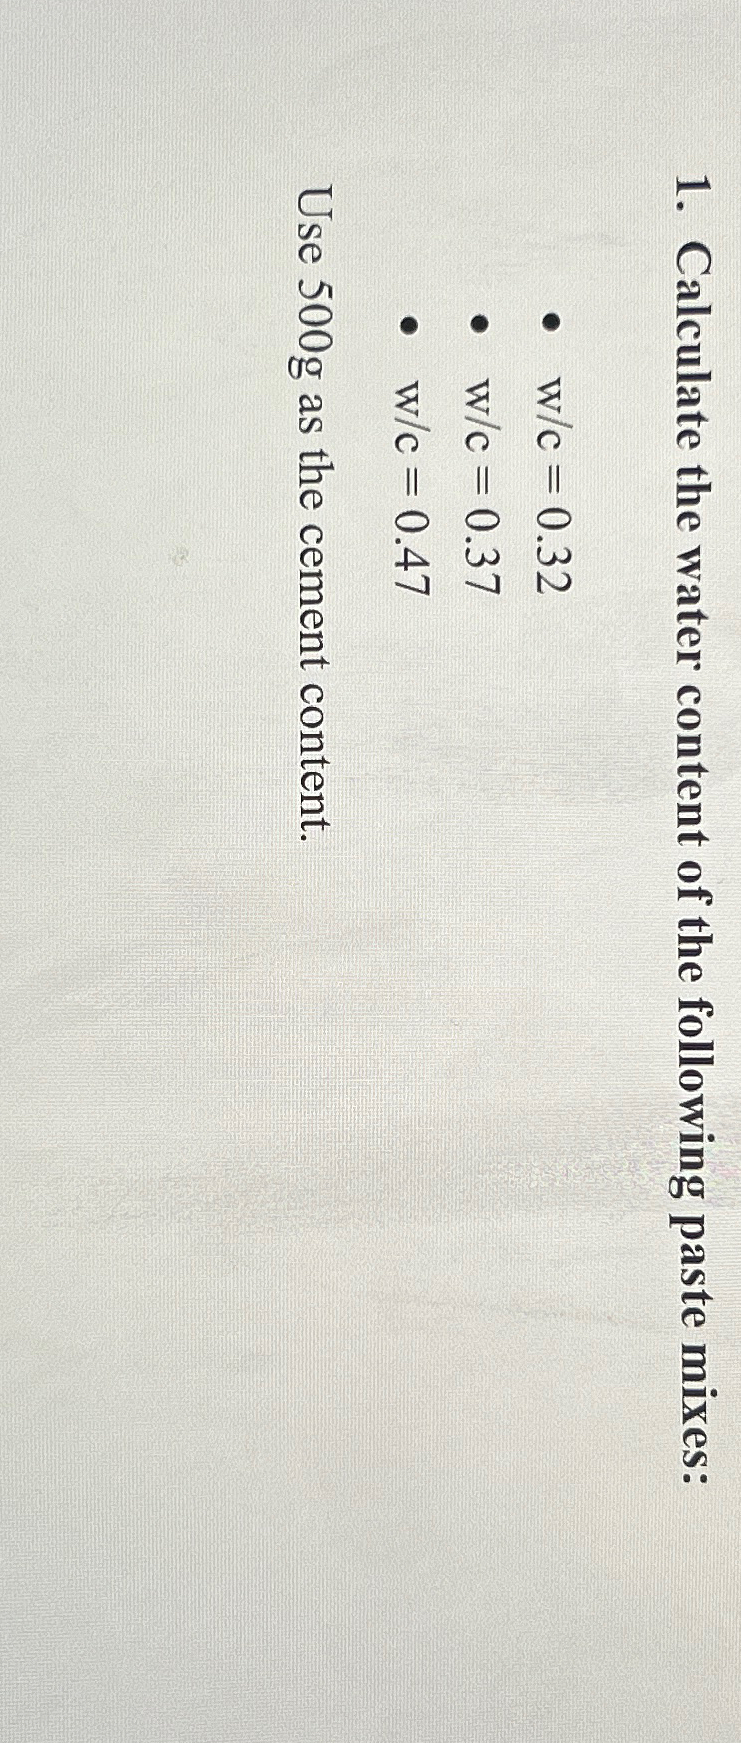 1. Calculate the water content of the following paste mixes:
• w/c = 0.32
• w/c = 0.37
• w/c = 0.47
Use 500g as the cement content.